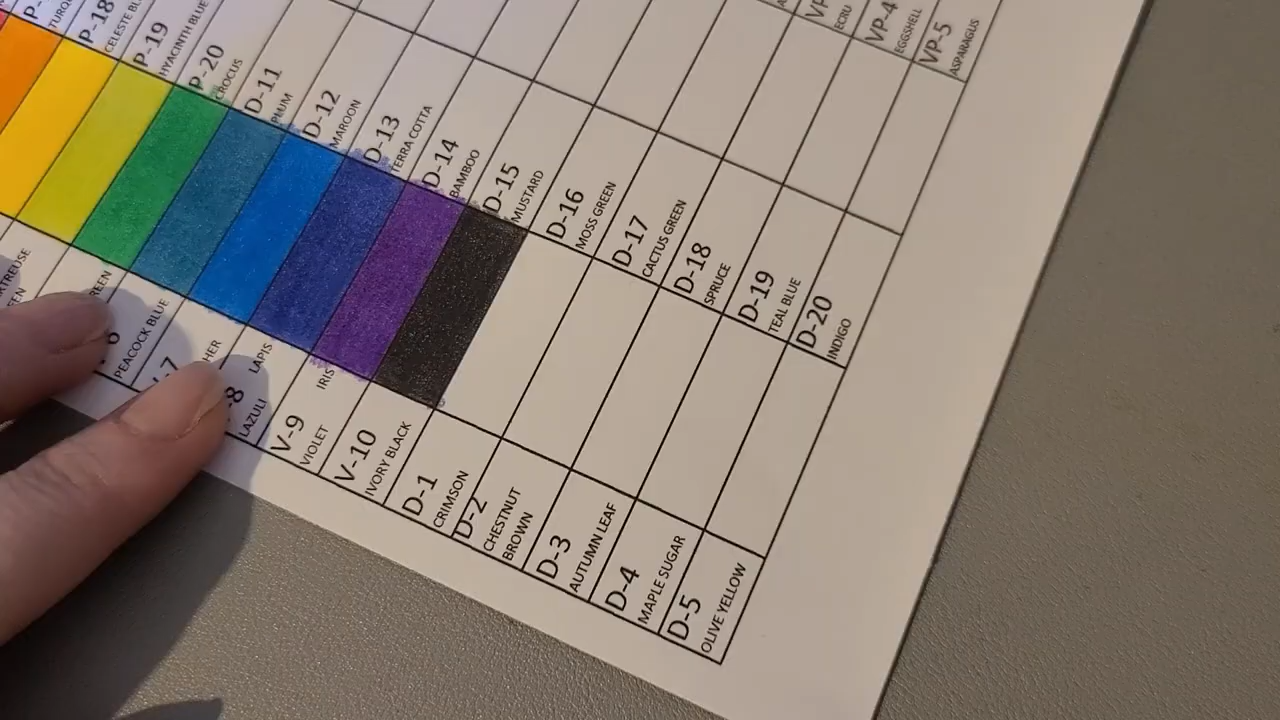 P-18
CELESTE BL
P-19
HYACINTH BLUE
P-20
CROCUS
D-11
PLUM
D-12
MAROON
D-13
TERRA COTTA
D-14
BAMBOO
D-15
MUSTARD
D-16
MOSS GREEN
D-17
CACTUS GREEN
D-18
SPRUCE
D-19
TEAL BLUE
D-20
INDIGO
ECRU
VP-4
EGGSHELL
VP-5
ASPARAGUS
PEACOCK BLUE
LAPIS
LAZULI
V-9
IRIS
VIOLET
V-10
IVORY BLACK
D-1
CRIMSON
D-2
CHESTNUT
BROWN
D-3
AUTUMN LEAF
D-4
MAPLE SUGAR
D-5
OLIVE YELLOW